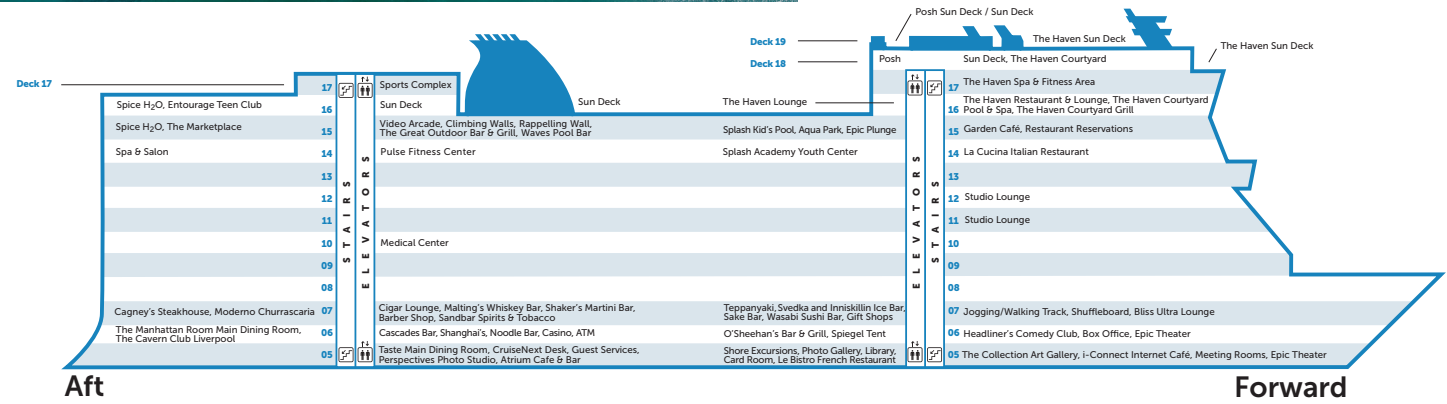 Posh Sun Deck / Sun Deck
Deck 19
The Haven Sun Deck
The Haven Sun Deck
Deck 18
Posh
Sun Deck, The Haven Courtyard
Deck 17
17
Sports Complex
17
The Haven Spa & Fitness Area
Spice H₂O, Entourage Teen Club
16
Sun Deck
Sun Deck
The Haven Lounge
16
The Haven Restaurant & Lounge, The Haven Courtyard
Pool & Spa, The Haven Courtyard Grill
Spice H₂O, The Marketplace
15
Video Arcade, Climbing Walls, Rappelling Wall,
The Great Outdoor Bar & Grill, Waves Pool Bar
Splash Kid's Pool, Aqua Park, Epic Plunge
15
Garden Café, Restaurant Reservations
Spa & Salon
14
Pulse Fitness Center
Splash Academy Youth Center
14
La Cucina Italian Restaurant
13
13
12
12
Studio Lounge
11
11
Studio Lounge
10
Medical Center
10
09
09
08
08
STAIRS
ELEVATORS
ELEVATORS
STAIRS
Cagney's Steakhouse, Moderno Churrascaria
07
Cigar Lounge, Malting's Whiskey Bar, Shaker's Martini Bar,
Barber Shop, Sandbar Spirits & Tobacco
Teppanyaki, Svedka and Inniskillin Ice Bar,
Sake Bar, Wasabi Sushi Bar, Gift Shops
07
Jogging/Walking Track, Shuffleboard, Bliss Ultra Lounge
The Manhattan Room Main Dining Room,
The Cavern Club Liverpool
06
Cascades Bar, Shanghai's, Noodle Bar, Casino, ATM
O'Sheehan's Bar & Grill, Spiegel Tent
06
Headliner's Comedy Club, Box Office, Epic Theater
05
Taste Main Dining Room, CruiseNext Desk, Guest Services,
Perspectives Photo Studio, Atrium Cafe & Bar
Shore Excursions, Photo Gallery, Library,
Card Room, Le Bistro French Restaurant
05
The Collection Art Gallery, i-Connect Internet Café, Meeting Rooms, Epic Theater
Aft
Forward